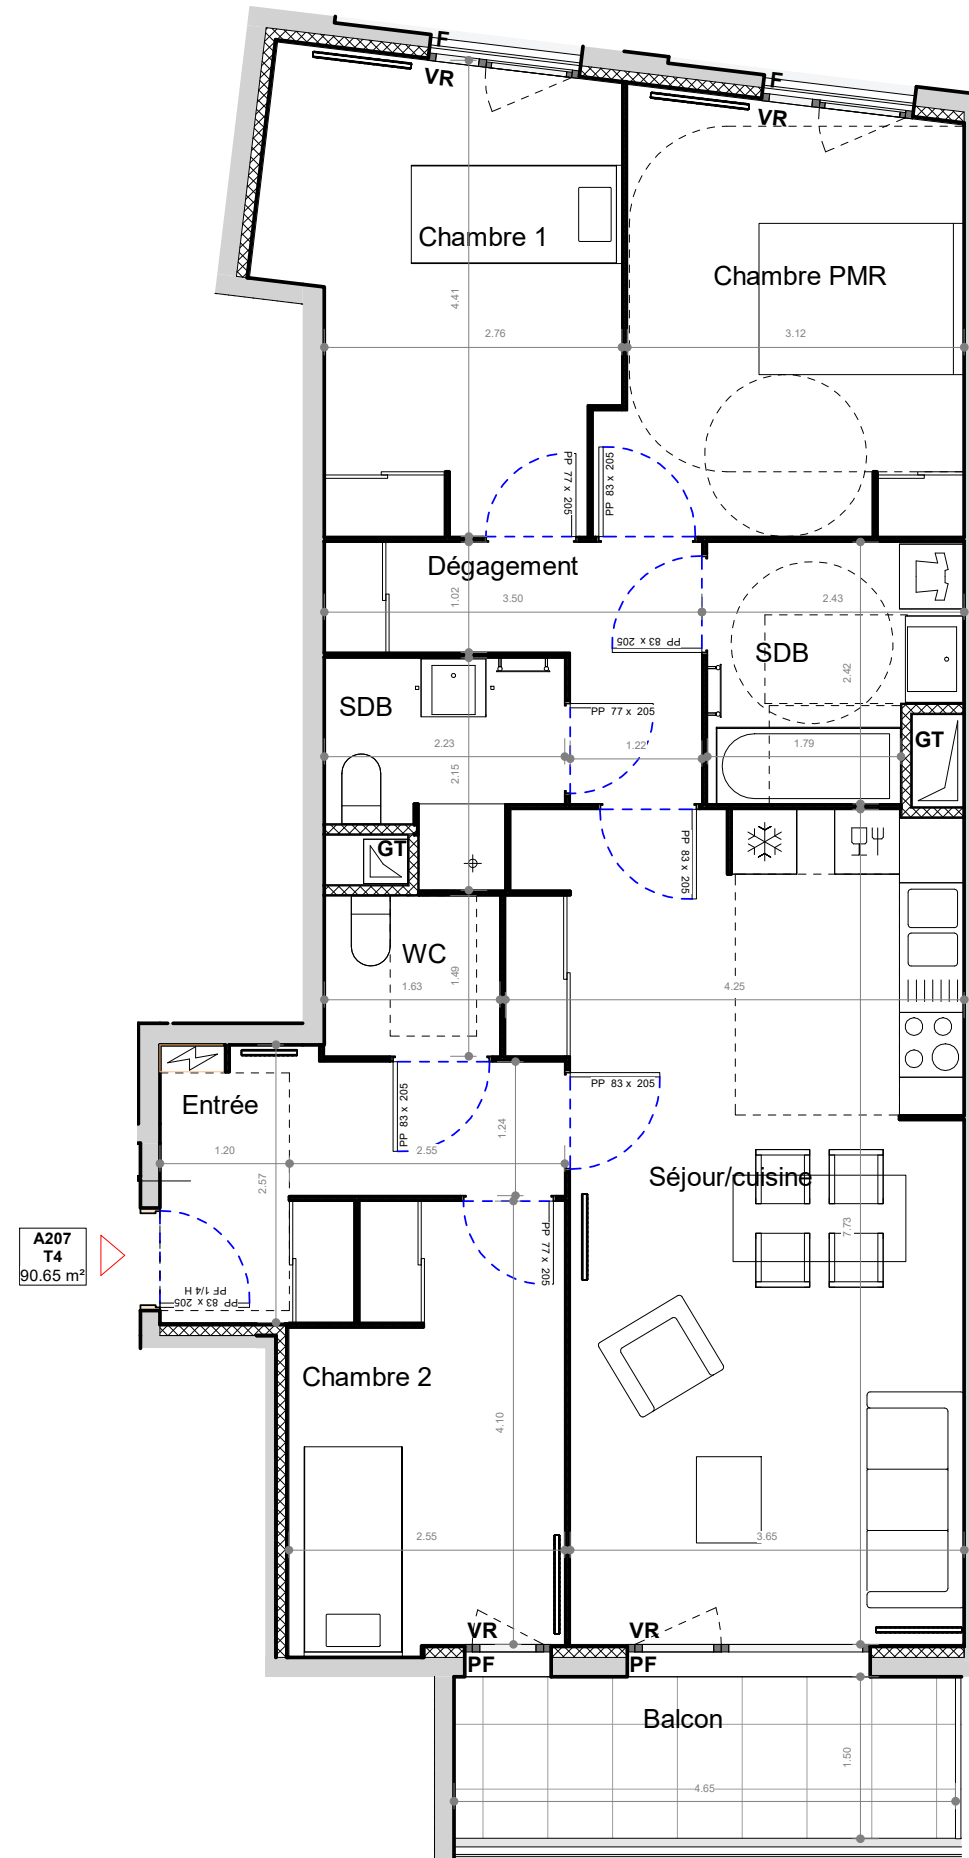 F
VR
F
VR
Chambre 1
Chambre PMR
4.41
2.76
3.12
PP 77 x 205
PP 83 x 205
Dégagement
1.02
3.50
2.43
PP 83 x 205
SDB
2.42
SDB
PP 77 x 205
2.23
1.22
1.79
GT
2.15
GT
PP 83 x 205
WC
1.49
1.63
4.25
Entrée
PP 83 x 205
PP 83 x 205
1.24
1.20
2.55
2.57
Séjour/cuisine
7.73
A207
T4
90.65 m²
PP 77 x 205
PP 83 x 205
PF 1/4 H
Chambre 2
4.10
2.55
3.65
VR
PF
VR
PF
Balcon
1.50
4.65